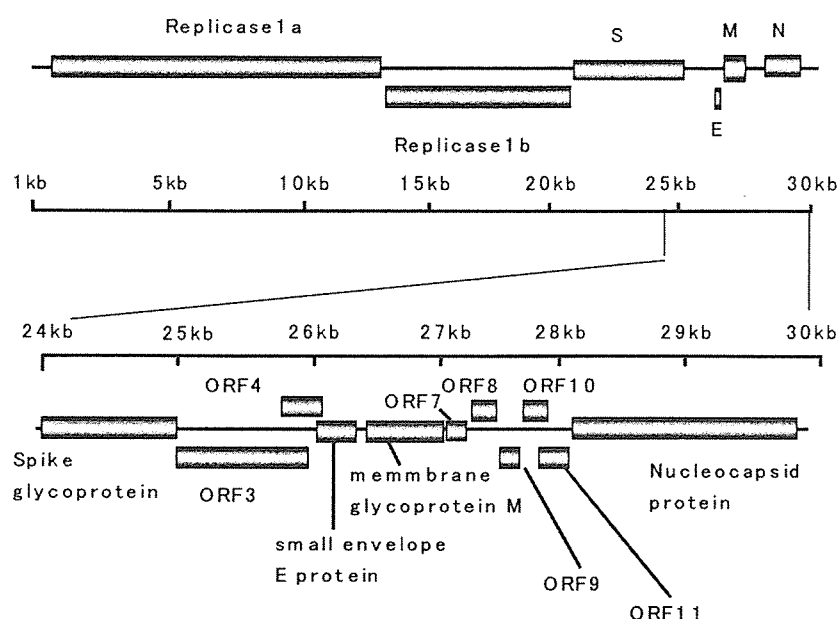 Replicase1a
S
M
N
E
Replicase1b
1kb
5kb
10kb
15kb
20kb
25kb
30kb
24kb
25kb
26kb
27kb
28kb
29kb
30kb
ORF4
ORF7
ORF8
ORF10
Spike
glycoprotein
ORF3
memmbrane
glycoprotein M
Nucleocapsid
protein
small envelope
E protein
ORF9
ORF11